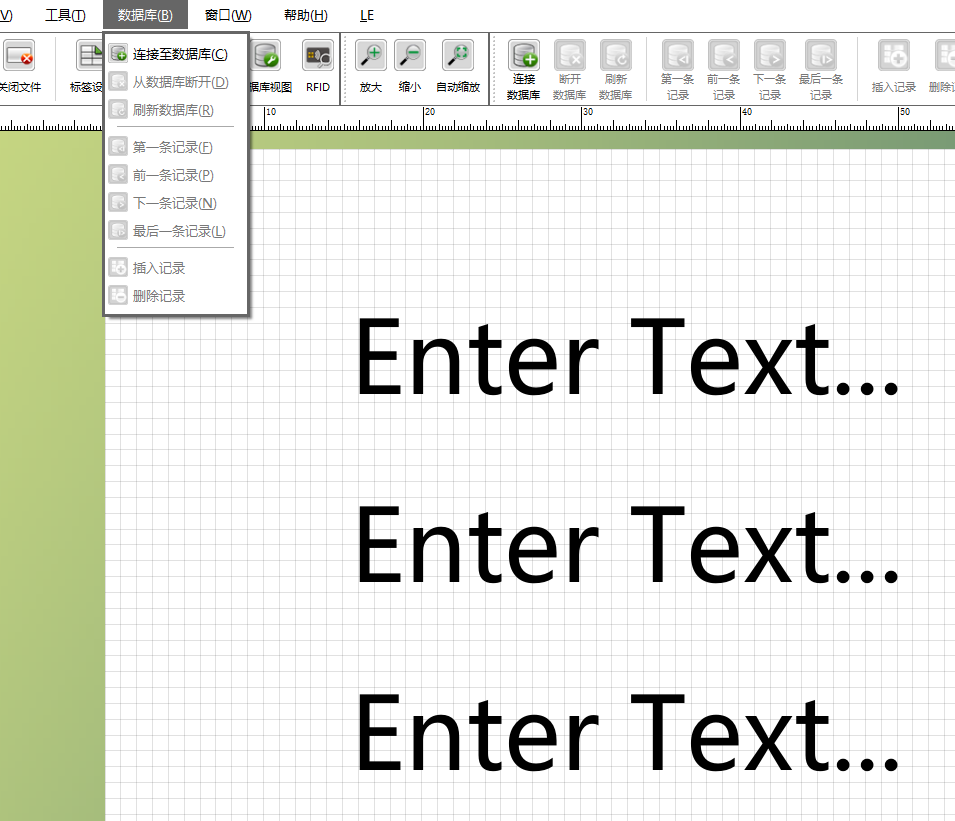 V) 工具(T) 数据库(B) 窗口(W) 帮助(H) LE
关闭文件 标签设 据库视图 RFID 放大 缩小 自动缩放 连接 数据库 断开 数据库 刷新 数据库 第一条 记录 前一条 记录 下一条 记录 最后一条 记录 插入记录 删除记
连接至数据库(C)
从数据库断开(D)
刷新数据库(R)
第一条记录(F)
前一条记录(P)
下一条记录(N)
最后一条记录(L)
插入记录
删除记录
10 20 30 40 50
Enter Text...
Enter Text...
Enter Text...